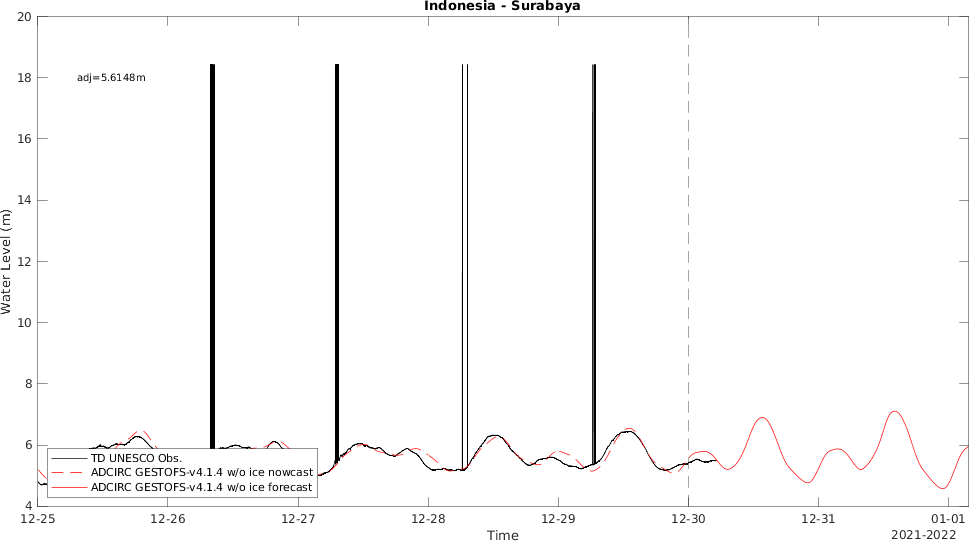 Indonesia - Surabaya
20
18
16
14
12
10
8
6
4
Water Level (m)
adj=5.6148m
TD UNESCO Obs.
ADCIRC GESTOFS-v4.1.4 w/o ice nowcast
ADCIRC GESTOFS-v4.1.4 w/o ice forecast
12-25 12-26 12-27 12-28 12-29 12-30 12-31 01-01
Time
2021-2022